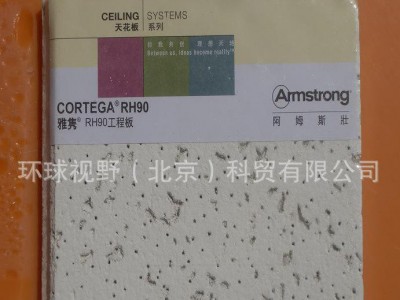 CEILING SYSTEMS
天花板 系列
Between us, ideas become reality™
CORTEGA® RH90
雅隽® RH90工程板
Armstrong®
阿姆斯壮
环球视野（北京）科贸有限公司